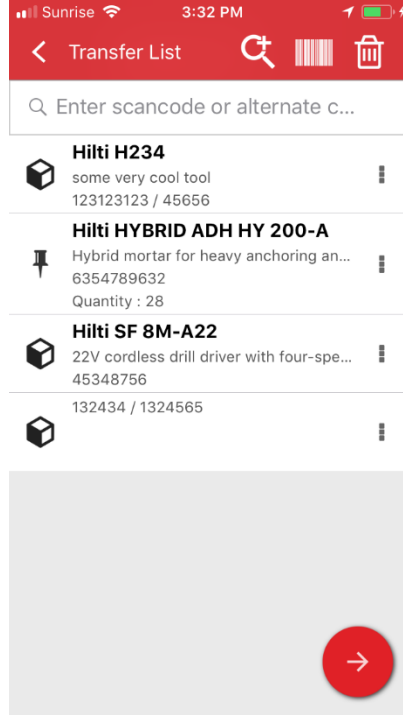 Sunrise 3:32 PM
Transfer List
Enter scancode or alternate c...
Hilti H234
some very cool tool
123123123 / 45656
Hilti HYBRID ADH HY 200-A
Hybrid mortar for heavy anchoring an...
6354789632
Quantity : 28
Hilti SF 8M-A22
22V cordless drill driver with four-spe...
45348756
132434 / 1324565